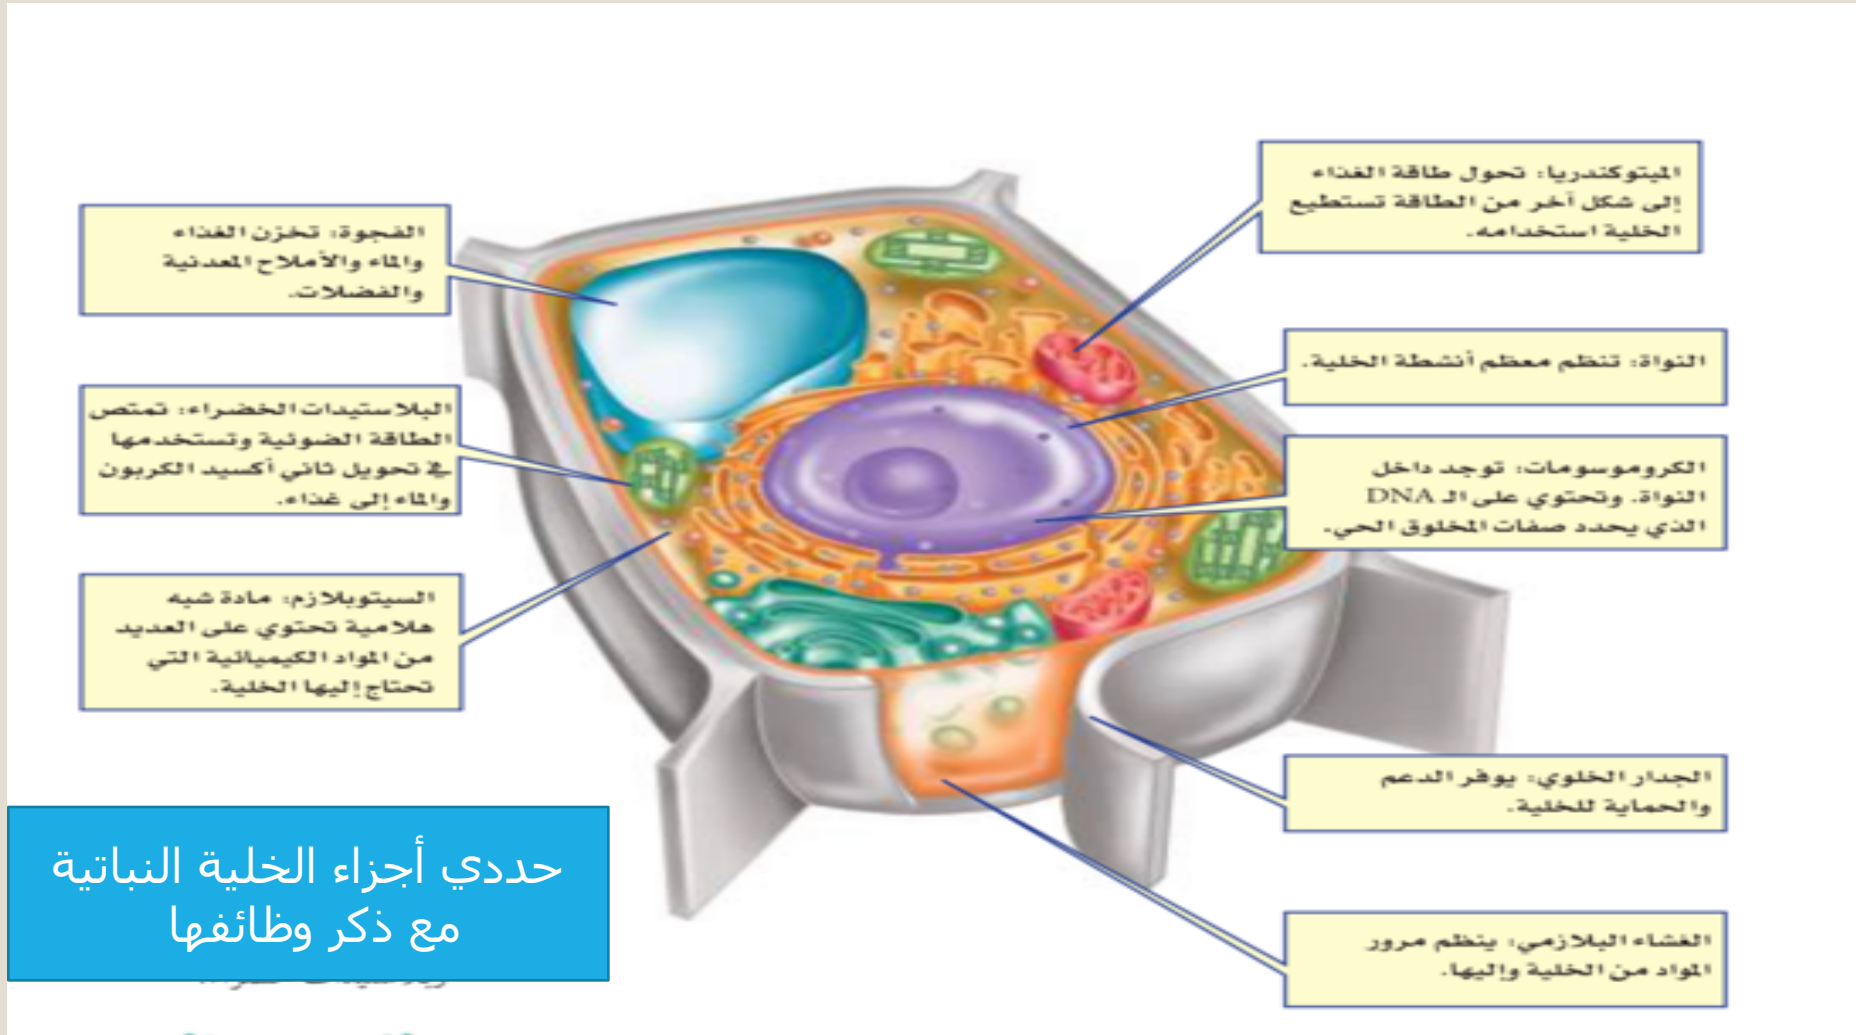 الميتوكندريا: تحول طاقة الغذاء
إلى شكل آخر من الطاقة تستطيع
الخلية استخدامه.
النواة: تنظم معظم أنشطة الخلية.
الكروموسومات: توجد داخل
النواة. وتحتوي على الـ DNA
الذي يحدد صفات المخلوق الحي.
الجدار الخلوي: يوفر الدعم
والحماية للخلية.
الغشاء البلازمي: ينظم مرور
المواد من الخلية وإليها.
الفجوة: تخزن الغذاء
والماء والأملاح المعدنية
والفضلات.
البلاستيدات الخضراء: تمتص
الطاقة الضوئية وتستخدمها
في تحويل ثاني أكسيد الكربون
والماء إلى غذاء.
السيتوبلازم: مادة شبه
هلامية تحتوي على العديد
من المواد الكيميائية التي
تحتاج إليها الخلية.
حددي أجزاء الخلية النباتية
مع ذكر وظائفها